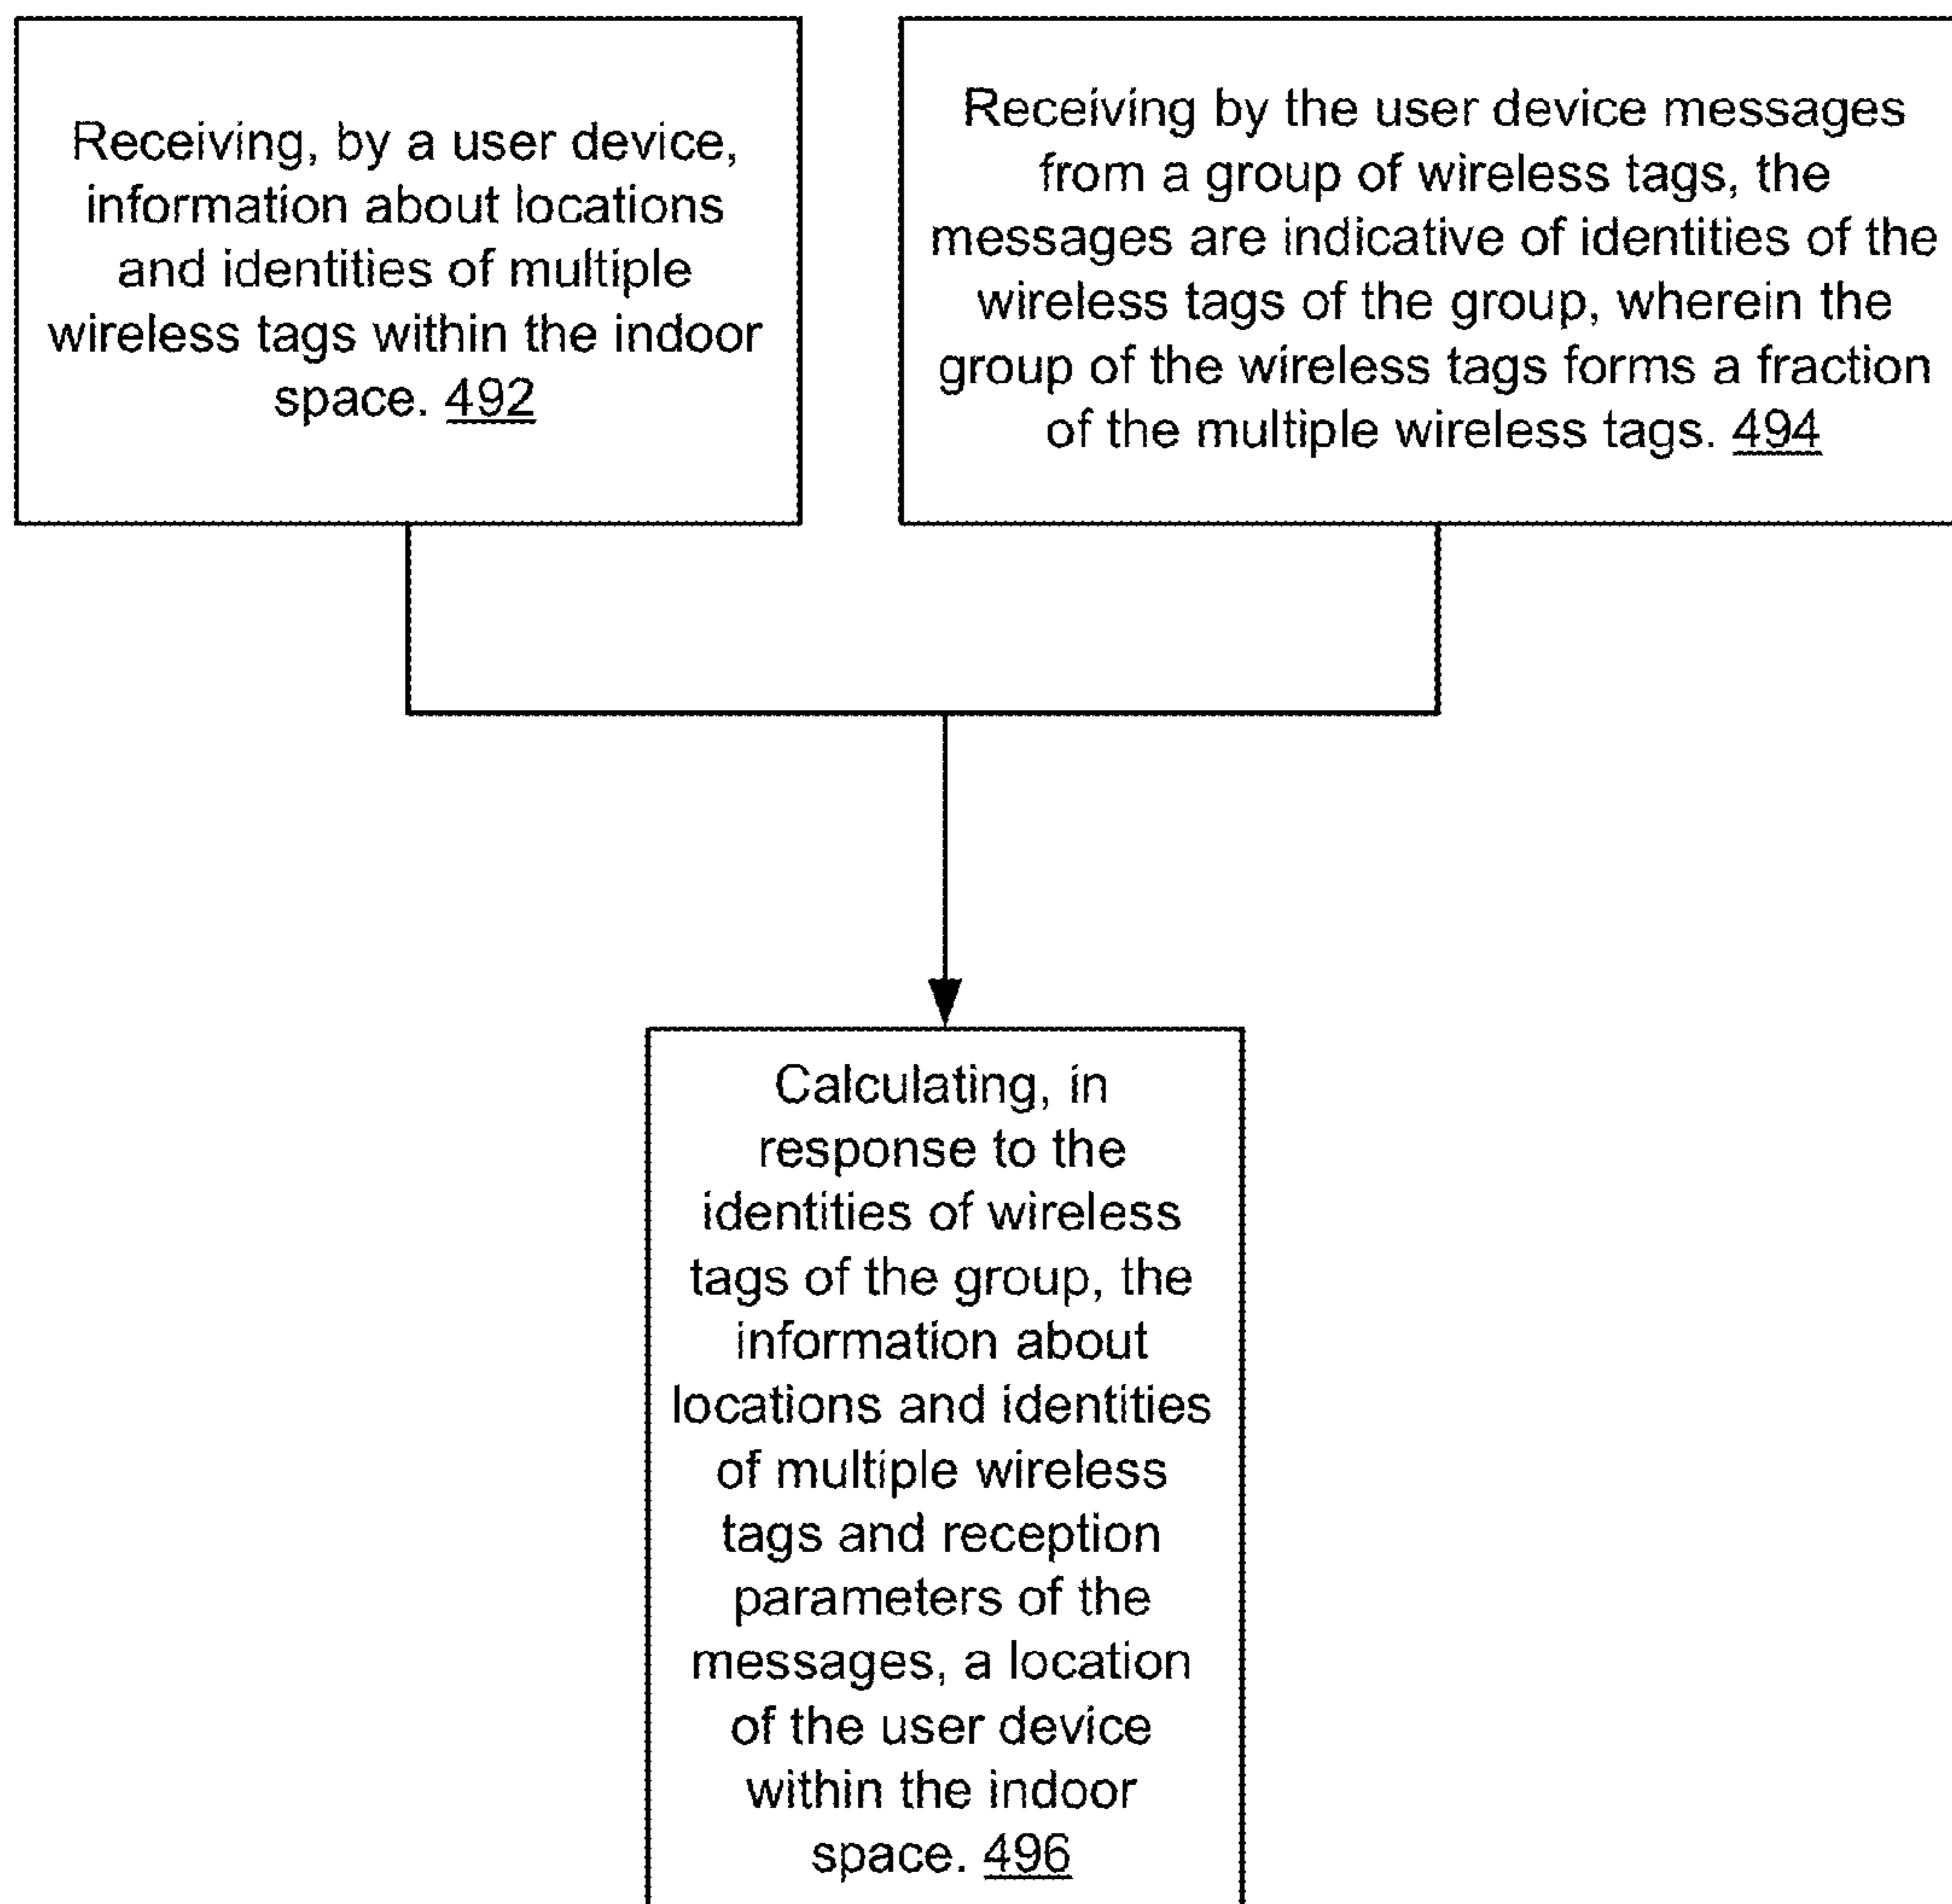 Receiving, by a user device,
information about locations
and identities of multiple
wireless tags within the indoor
space. 492
Receiving by the user device messages
from a group of wireless tags, the
messages are indicative of identities of the
wireless tags of the group, wherein the
group of the wireless tags forms a fraction
of the multiple wireless tags. 494
Calculating, in
response to the
identities of wireless
tags of the group, the
information about
locations and identities
of multiple wireless
tags and reception
parameters of the
messages, a location
of the user device
within the indoor
space. 496